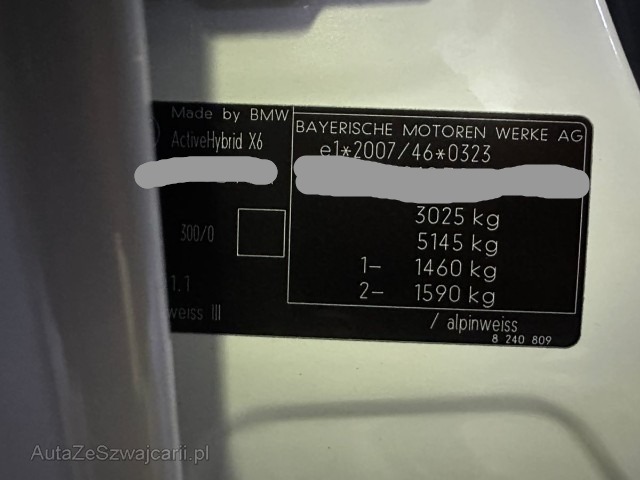 Made by BMW
ActiveHybrid X6
300/0
1.1
weiss III
BAYERISCHE MOTOREN WERKE AG
e1*2007/46*0323
3025 kg
5145 kg
1- 1460 kg
2- 1590 kg
/ alpinweiss
8 240 809
AutaZeSzwajcarii.pl